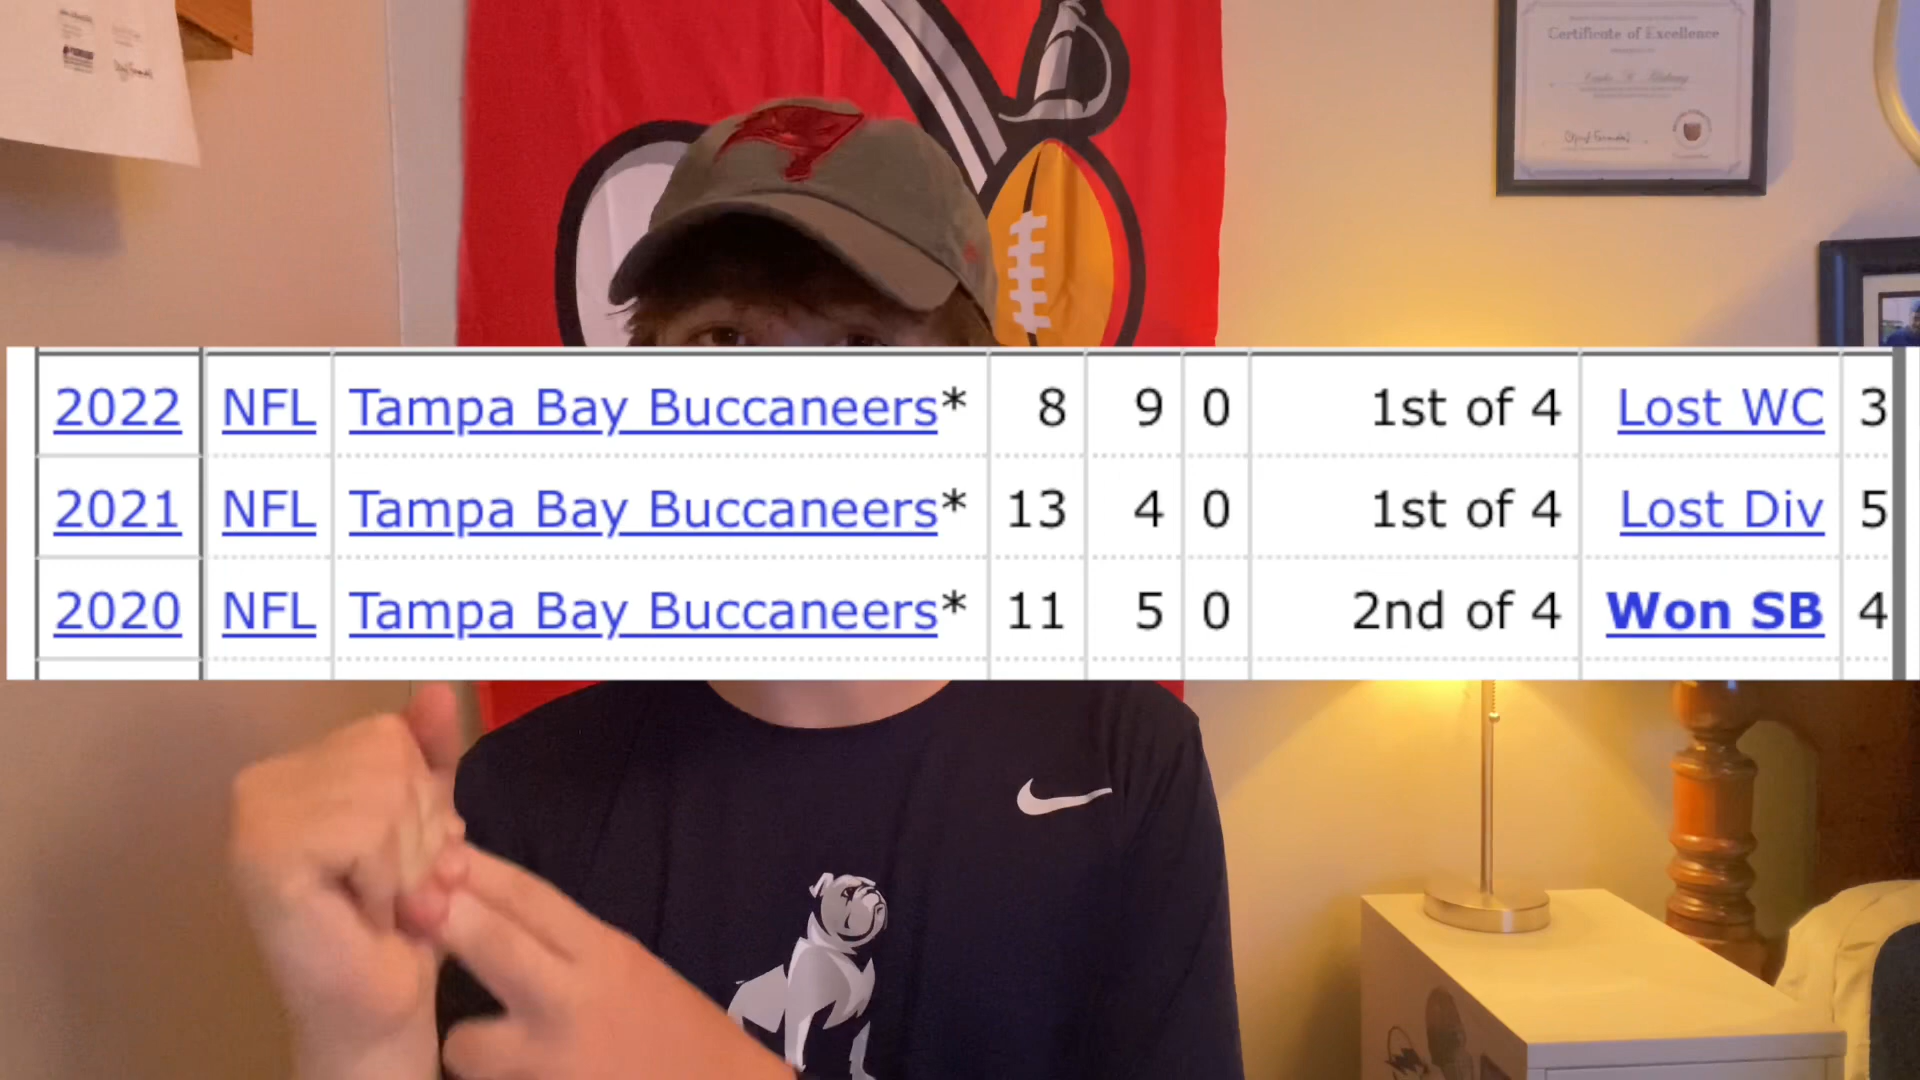 Certificate of Excellence
2022 NFL Tampa Bay Buccaneers* 8 9 0 1st of 4 Lost WC 3
2021 NFL Tampa Bay Buccaneers* 13 4 0 1st of 4 Lost Div 5
2020 NFL Tampa Bay Buccaneers* 11 5 0 2nd of 4 Won SB 4